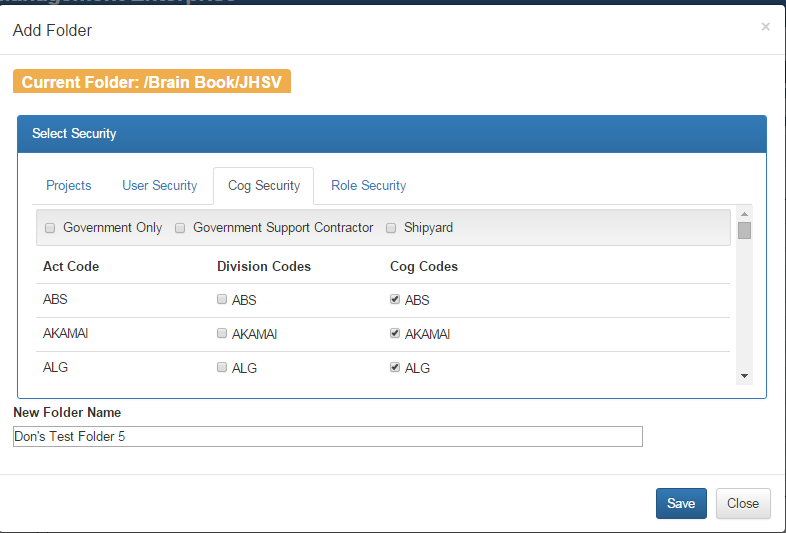 Add Folder
×
Current Folder: /Brain Book/JHSV
Select Security
Projects User Security Cog Security Role Security
Government Only Government Support Contractor Shipyard
Act Code Division Codes Cog Codes
ABS ABS ABS
AKAMAI AKAMAI AKAMAI
ALG ALG ALG
New Folder Name
Don's Test Folder 5
Save Close